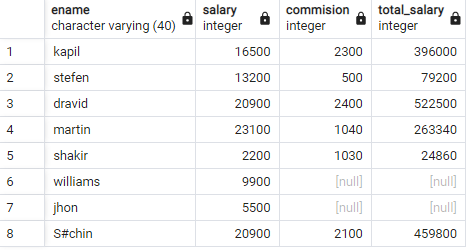 ename salary commision total_salary
character varying (40) integer integer integer
1 kapil 16500 2300 396000
2 stefen 13200 500 79200
3 dravid 20900 2400 522500
4 martin 23100 1040 263340
5 shakir 2200 1030 24860
6 williams 9900 [null] [null]
7 jhon 5500 [null] [null]
8 S#chin 20900 2100 459800